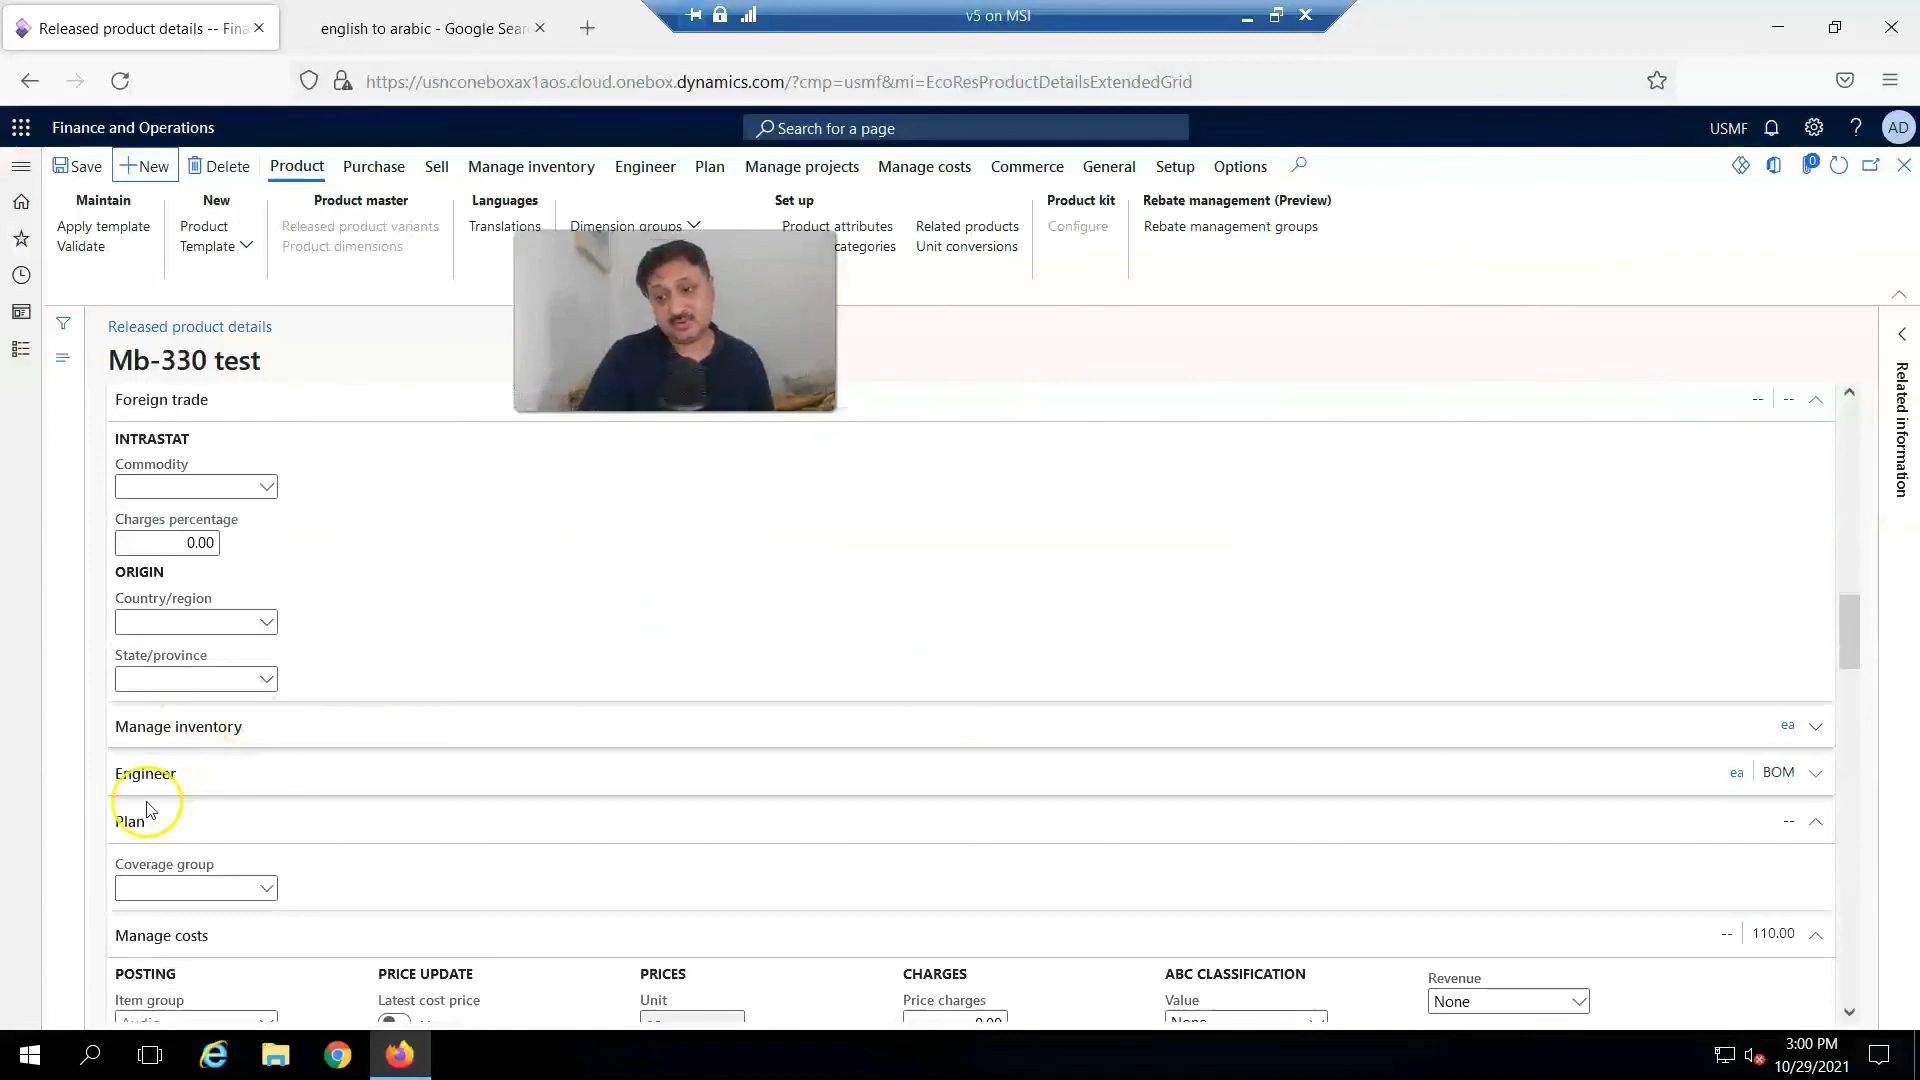 Released product details -- Fina
english to arabic - Google Sear
v5 on MSI
https://usnconeboxax1aos.cloud.onebox.dynamics.com/?cmp=usmf&mi=EcoResProductDetailsExtendedGrid
Finance and Operations
Search for a page
USMF
AD
Save
New
Delete
Product
Purchase
Sell
Manage inventory
Engineer
Plan
Manage projects
Manage costs
Commerce
General
Setup
Options
0
Maintain
New
Product master
Languages
Set up
Product kit
Rebate management (Preview)
Apply template
Product
Released product variants
Translations
Dimension groups
Product attributes
Related products
Configure
Rebate management groups
Validate
Template
Product dimensions
categories
Unit conversions
Released product details
Mb-330 test
Related information
Foreign trade
-- --
INTRASTAT
Commodity
Charges percentage
0.00
ORIGIN
Country/region
State/province
Manage inventory
ea
Engineer
ea BOM
Plan
--
Coverage group
Manage costs
-- 110.00
POSTING
PRICE UPDATE
PRICES
CHARGES
ABC CLASSIFICATION
Revenue
Item group
Latest cost price
Unit
Price charges
Value
None
Audio
0.00
None
3:00 PM
10/29/2021